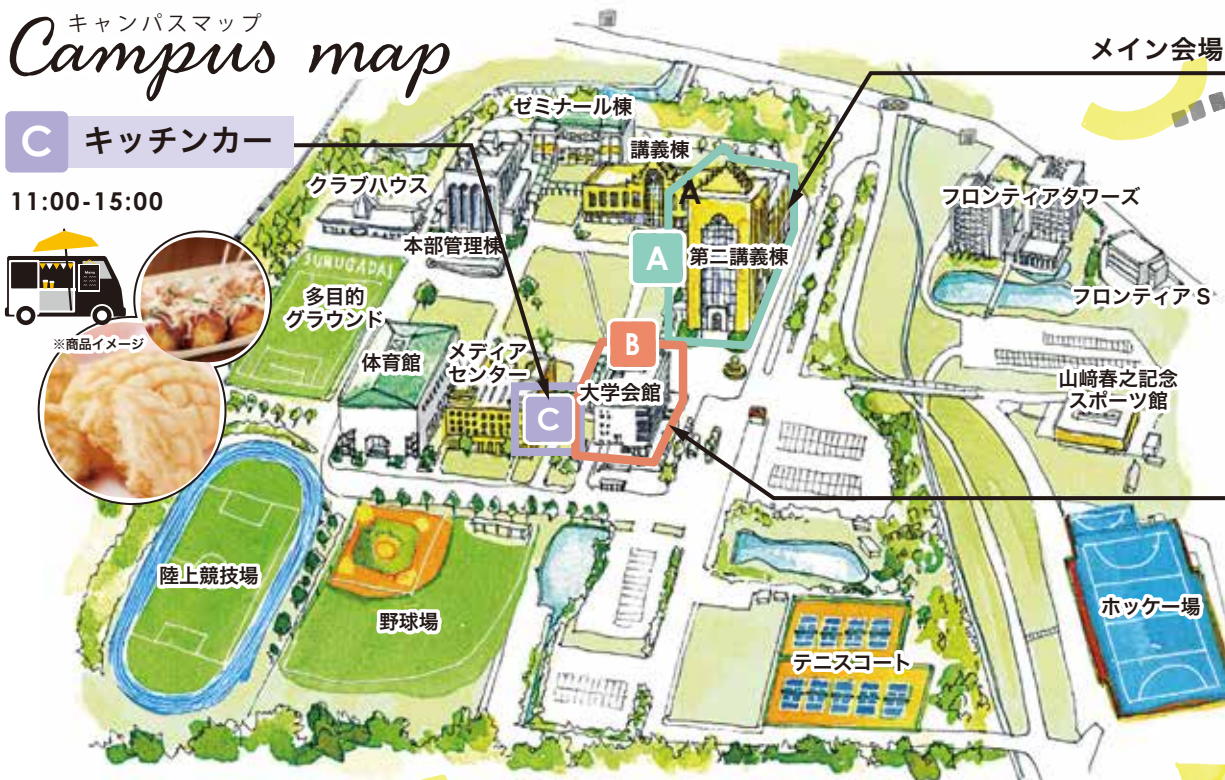 キャンパスマップ
Campus map
メイン会場
C キッチンカー
11:00-15:00
※商品イメージ
ゼミナール棟
講義棟
クラブハウス
本部管理棟
A
A
第二講義棟
フロンティアタワーズ
フロンティアS
SURUGADAI
多目的
グラウンド
体育館
メディア
センター
B
大学会館
C
山﨑春之記念
スポーツ館
陸上競技場
野球場
テニスコート
ホッケー場